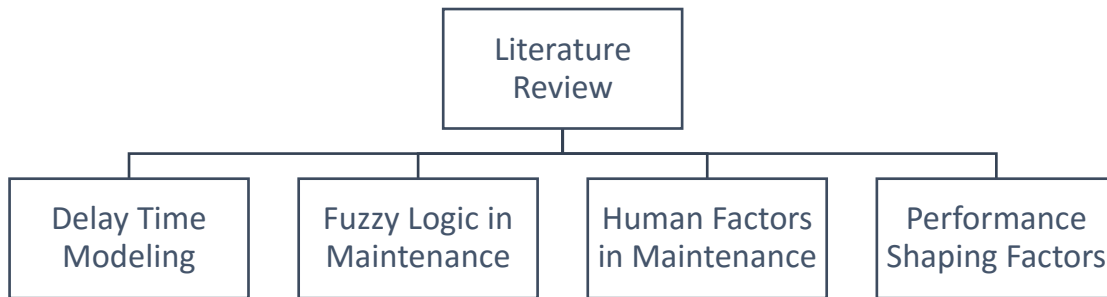 Literature
Review
Delay Time
Modeling
Fuzzy Logic in
Maintenance
Human Factors
in Maintenance
Performance
Shaping Factors